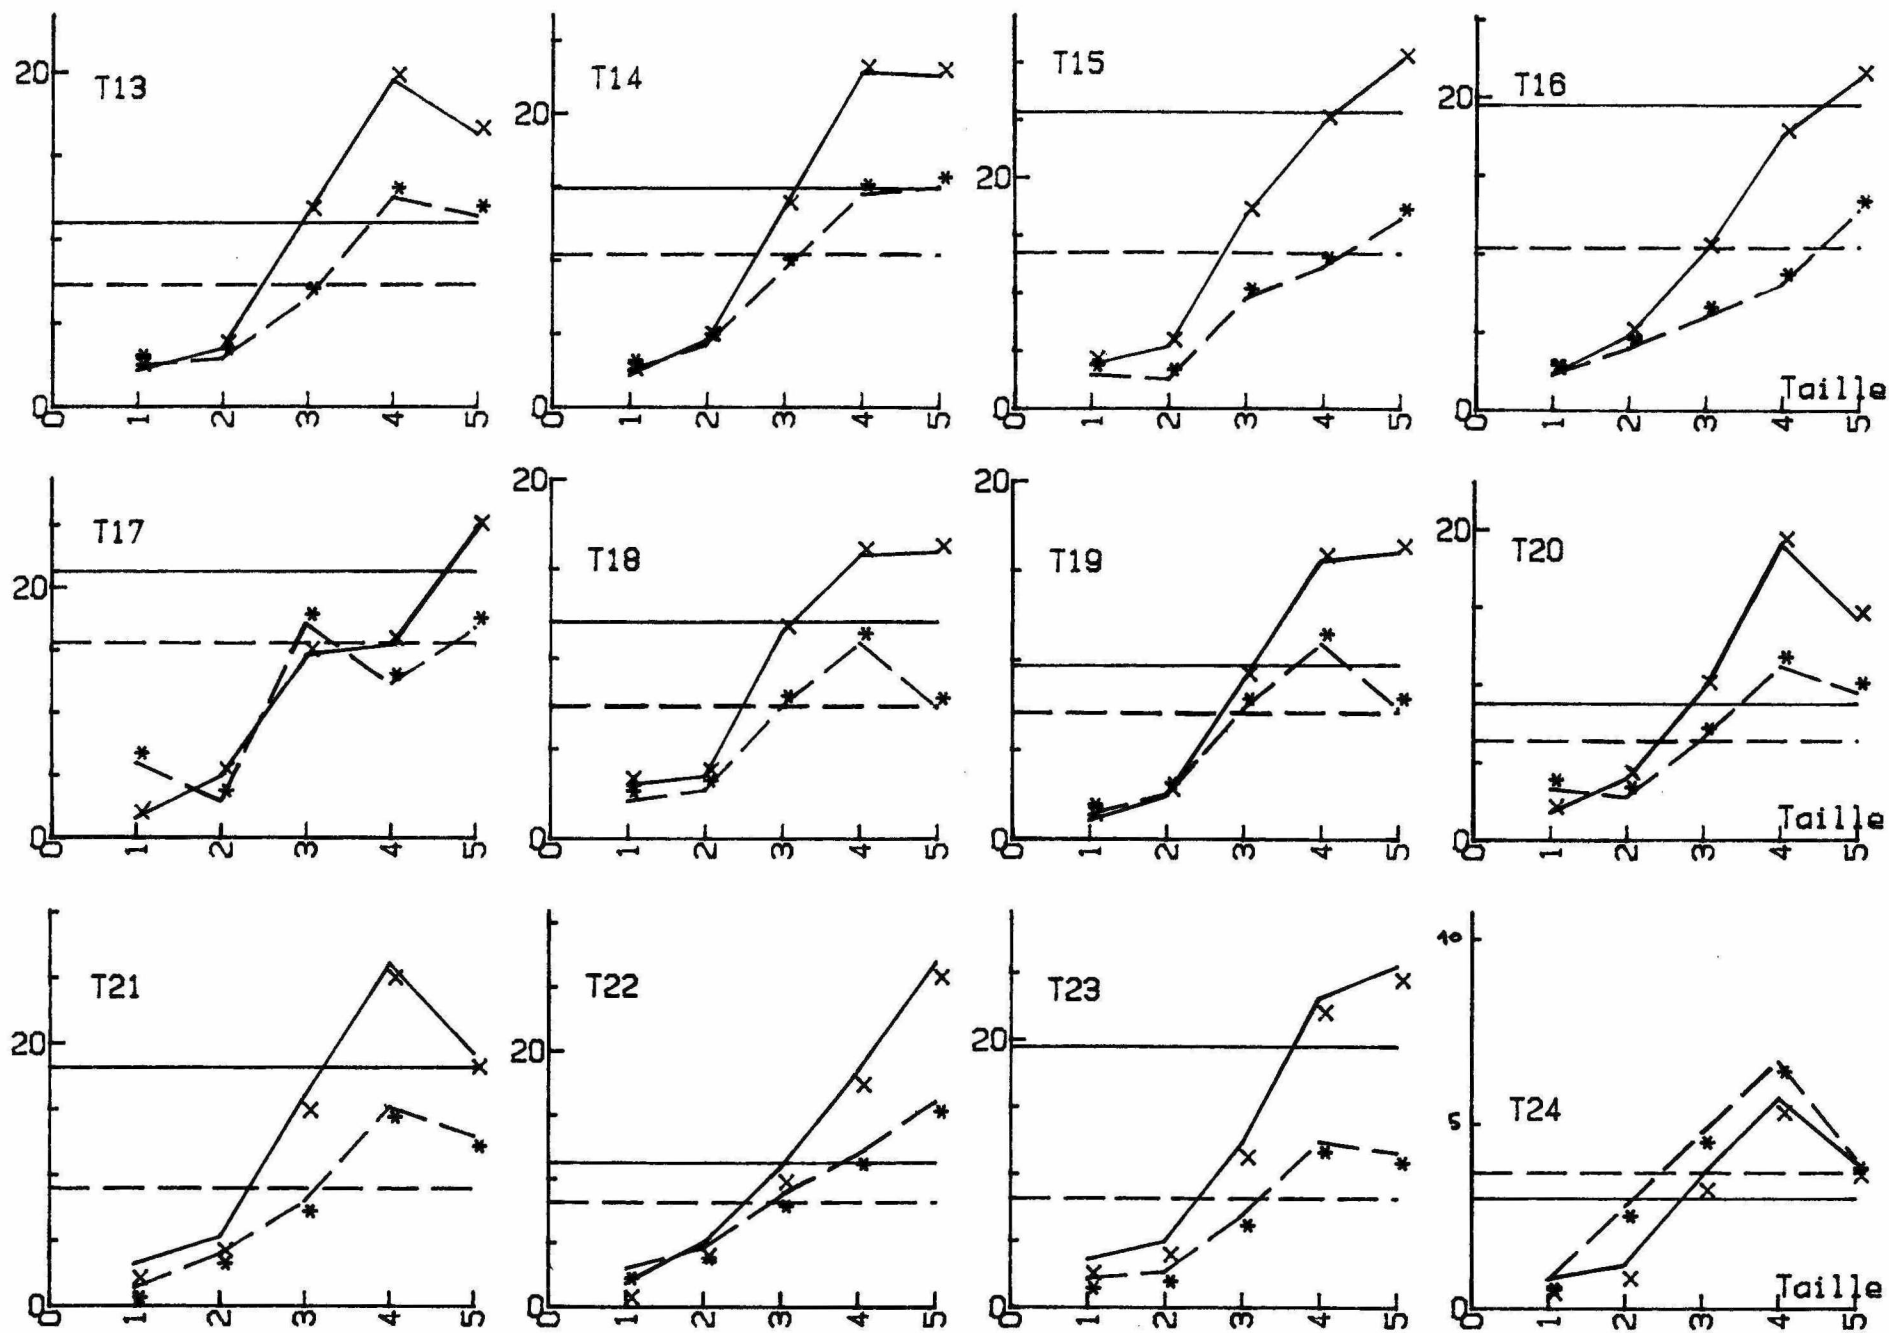 20 T13 0 0 1 2 3 4 5
20 T14 0 0 1 2 3 4 5
20 T15 0 0 1 2 3 4 5
20 T16 0 0 1 2 3 4 5 Taille
20 T17 0 0 1 2 3 4 5
20 T18 0 0 1 2 3 4 5
20 T19 0 0 1 2 3 4 5
20 T20 0 0 1 2 3 4 5 Taille
20 T21 0 0 1 2 3 4 5
20 T22 0 0 1 2 3 4 5
20 T23 0 0 1 2 3 4 5
10 5 T24 0 0 1 2 3 4 5 Taille